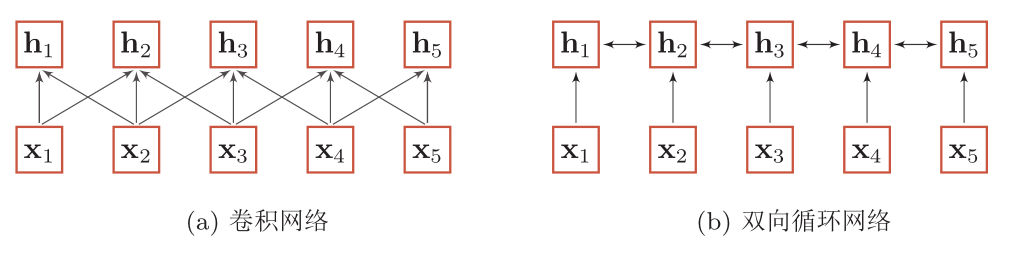 h₁ h₂ h₃ h₄ h₅
x₁ x₂ x₃ x₄ x₅
(a) 卷积网络
h₁ h₂ h₃ h₄ h₅
x₁ x₂ x₃ x₄ x₅
(b) 双向循环网络